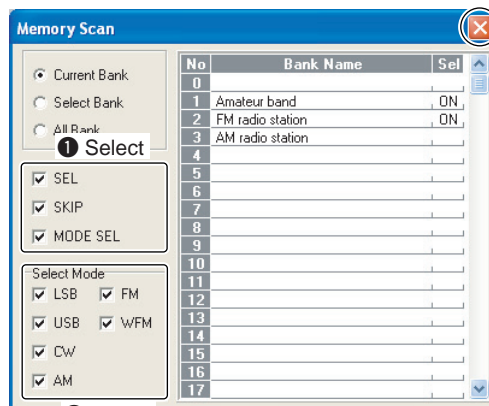 Memory Scan
Current Bank
Select Bank
All Bank
❶ Select
SEL
SKIP
MODE SEL
Select Mode
LSB FM
USB WFM
CW
AM
No Bank Name Sel
0
1 Amateur band ON
2 FM radio station ON
3 AM radio station
4
5
6
7
8
9
10
11
12
13
14
15
16
17